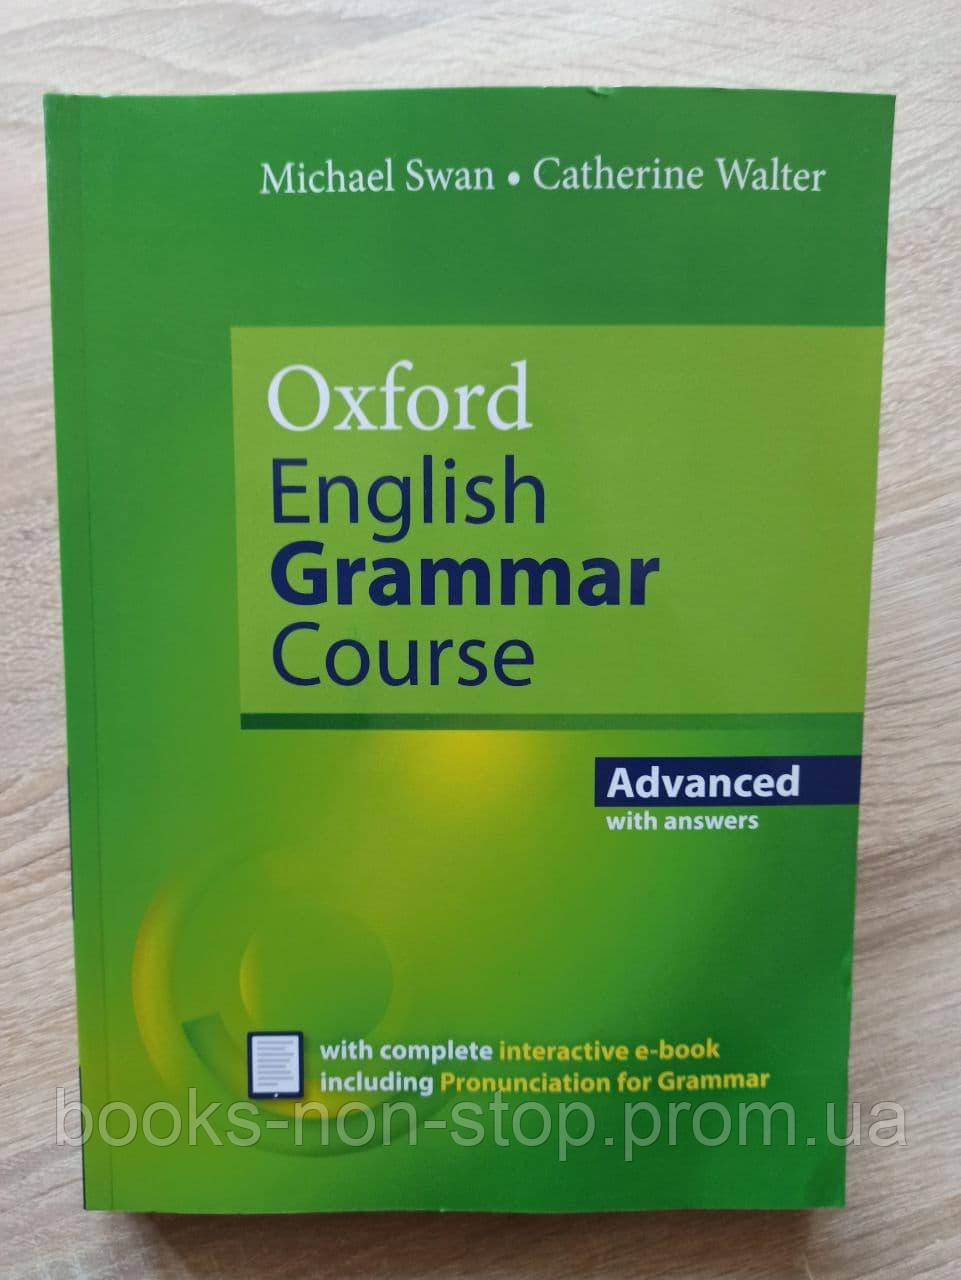 Michael Swan • Catherine Walter
Oxford
English
Grammar
Course
Advanced
with answers
with complete interactive e-book
including Pronunciation for Grammar
books-non-stop.prom.ua